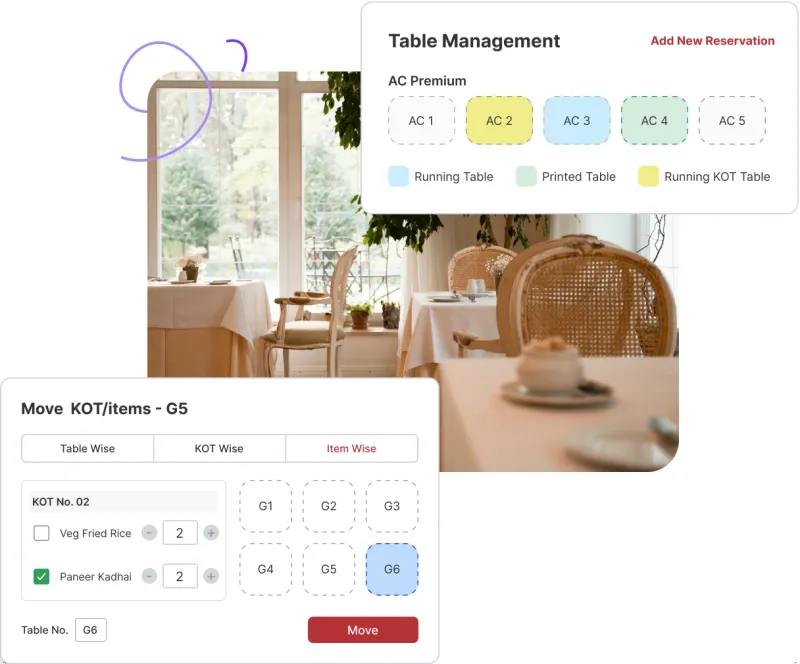 Table Management
Add New Reservation
AC Premium
AC 1
AC 2
AC 3
AC 4
AC 5
Running Table
Printed Table
Running KOT Table
Move KOT/items - G5
Table Wise
KOT Wise
Item Wise
KOT No. 02
Veg Fried Rice
-
2
+
Paneer Kadhai
-
2
+
G1
G2
G3
G4
G5
G6
Table No.
G6
Move